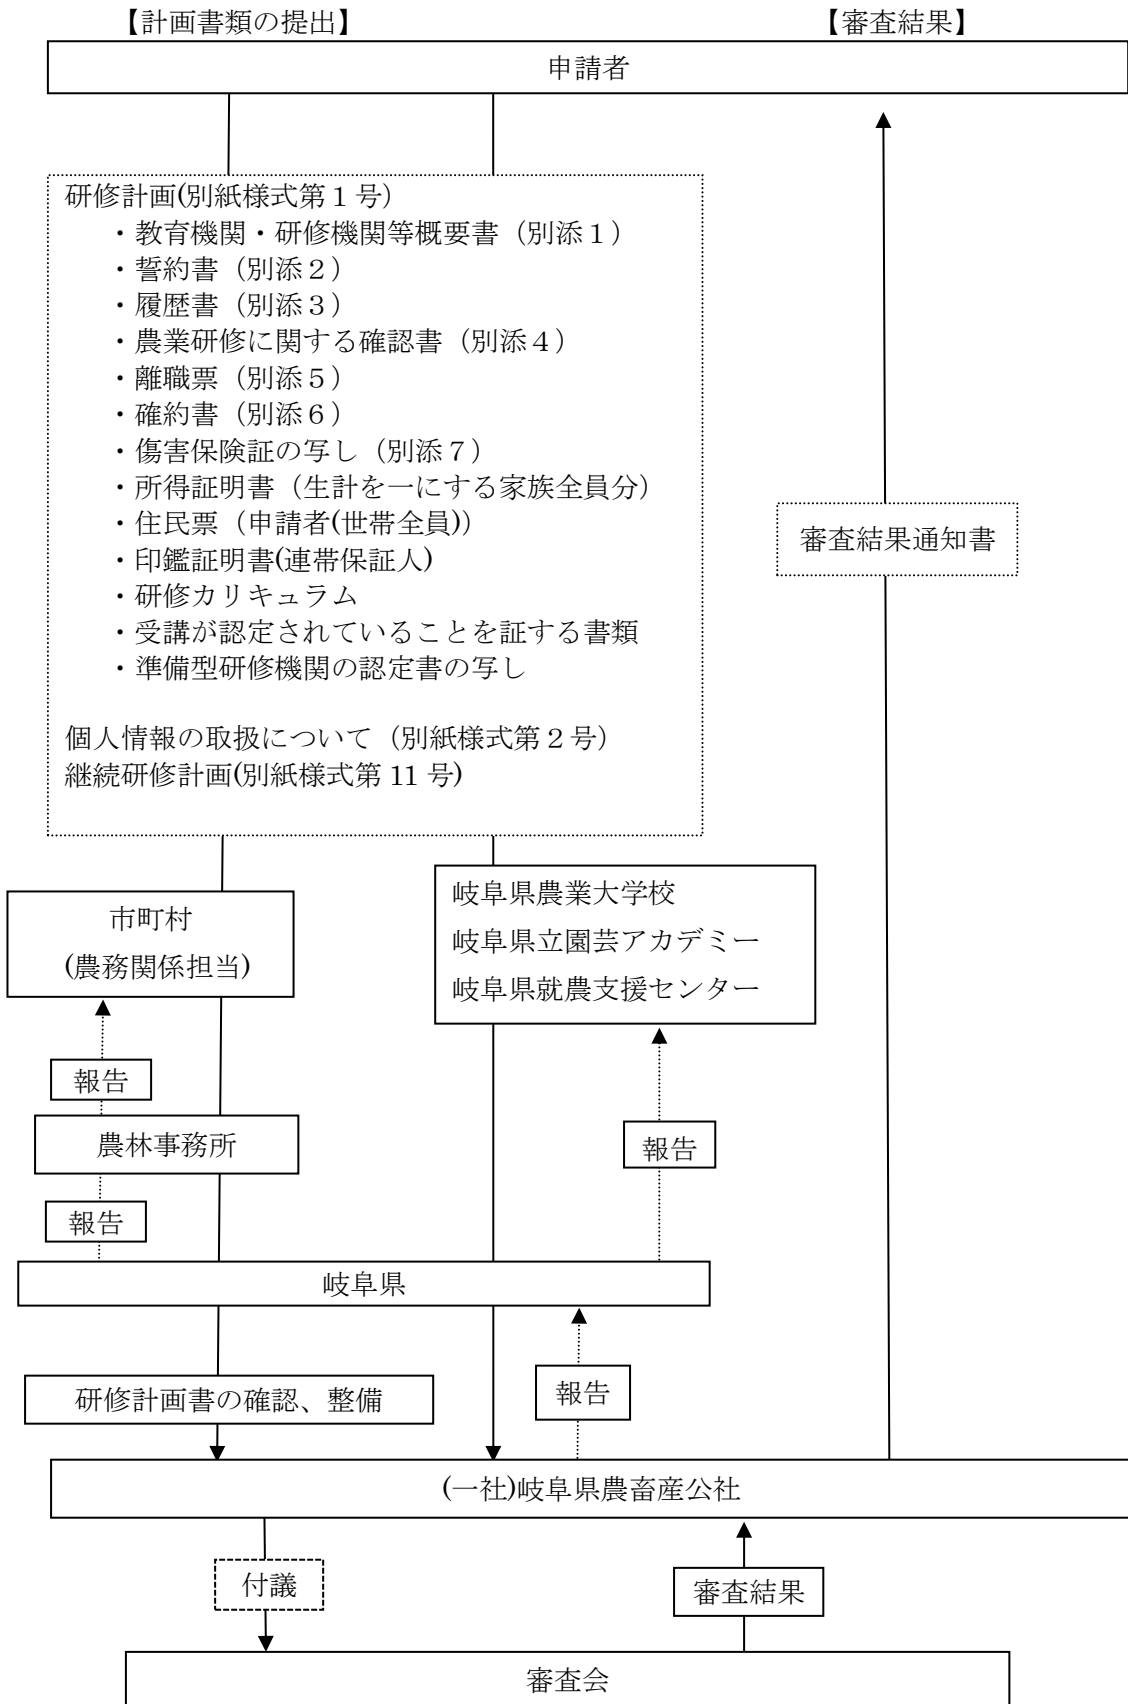 【計画書類の提出】
【審査結果】
申請者
研修計画(別紙様式第１号)
・教育機関・研修機関等概要書（別添１）
・誓約書（別添２）
・履歴書（別添３）
・農業研修に関する確認書（別添４）
・離職票（別添５）
・確約書（別添６）
・傷害保険証の写し（別添７）
・所得証明書（生計を一にする家族全員分）
・住民票（申請者(世帯全員)）
・印鑑証明書(連帯保証人)
・研修カリキュラム
・受講が認定されていることを証する書類
・準備型研修機関の認定書の写し
個人情報の取扱について（別紙様式第２号）
継続研修計画(別紙様式第 11 号)
審査結果通知書
市町村
(農務関係担当)
岐阜県農業大学校
岐阜県立園芸アカデミー
岐阜県就農支援センター
報告
農林事務所
報告
報告
岐阜県
研修計画書の確認、整備
報告
(一社)岐阜県農畜産公社
付議
審査結果
審査会